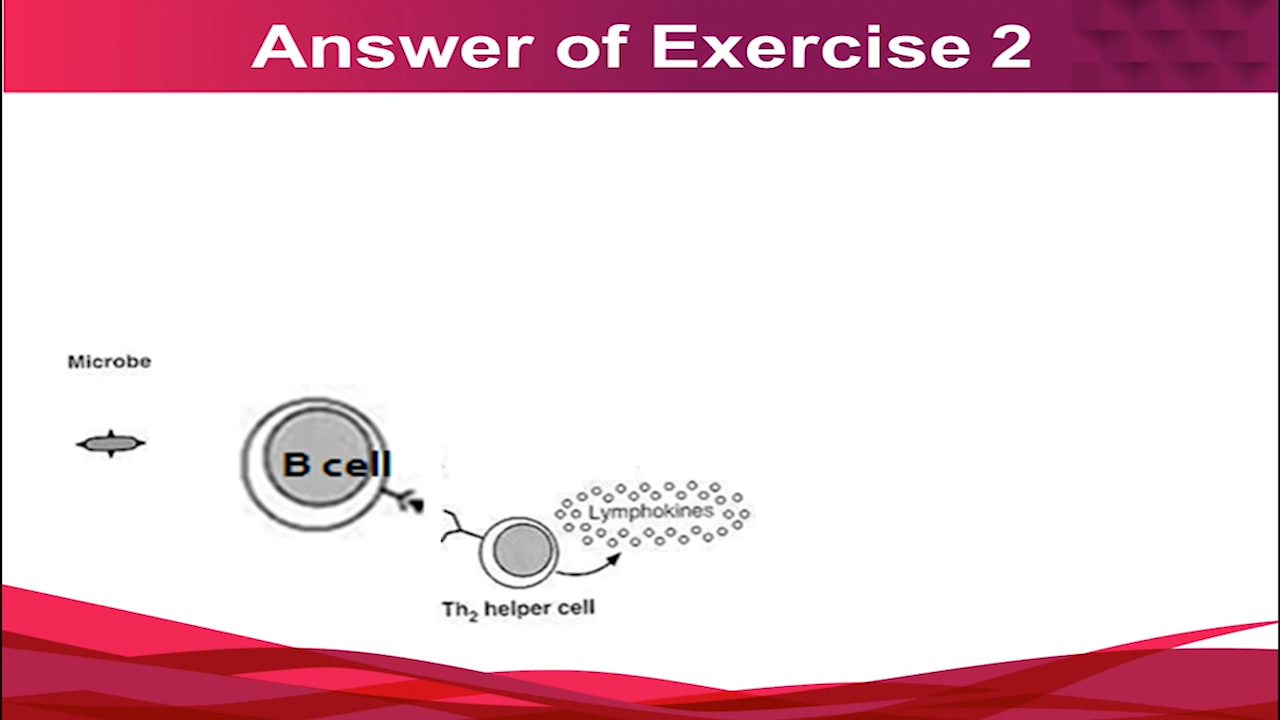 Answer of Exercise 2
Microbe
B cell
Lymphokines
Th₂ helper cell